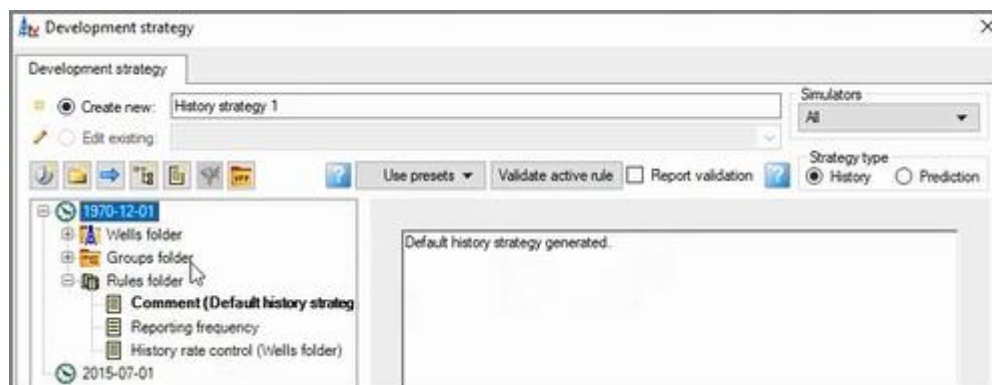 Development strategy
Development strategy
Create new: History strategy 1
Simulators
All
Edit existing:
Strategy type
Use presets Validate active rule Report validation History Prediction
1970-12-01
Wells folder
Groups folder
Rules folder
Comment (Default history strateg
Reporting frequency
History rate control (Wells folder)
2015-07-01
Default history strategy generated.